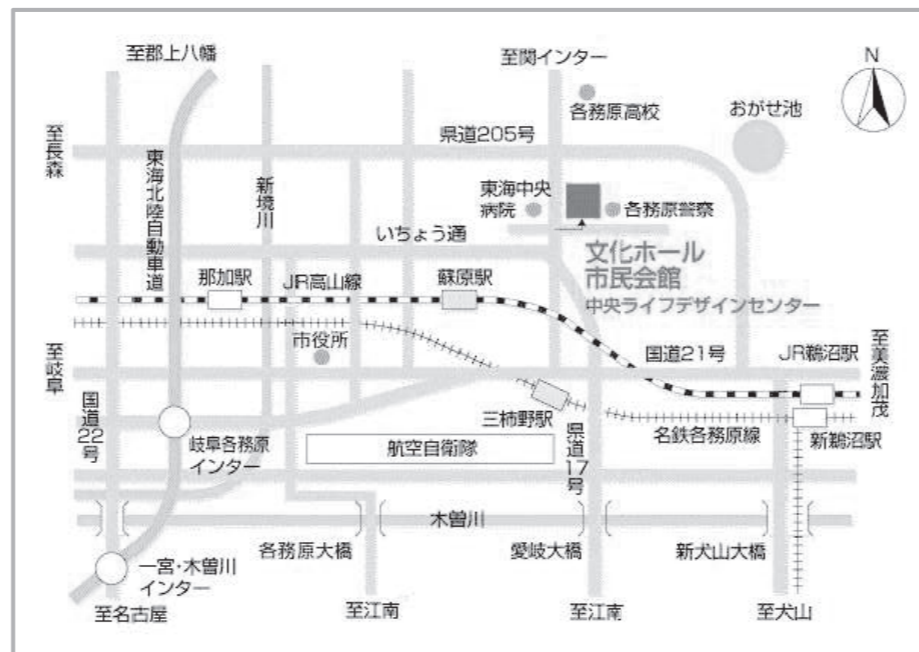 至郡上八幡
至関インター
N
各務原高校
おがせ池
至長森
県道205号
東海北陸自動車道
新境川
東海中央
病院
各務原警察
いちょう通
文化ホール
市民会館
中央ライフデザインセンター
那加駅
JR高山線
蘇原駅
市役所
至岐阜
国道21号
JR鵜沼駅
至美濃加茂
国道22号
三柿野駅
岐阜各務原
インター
航空自衛隊
県道17号
名鉄各務原線
新鵜沼駅
木曽川
各務原大橋
愛岐大橋
新犬山大橋
一宮・木曽川
インター
至名古屋
至江南
至江南
至犬山